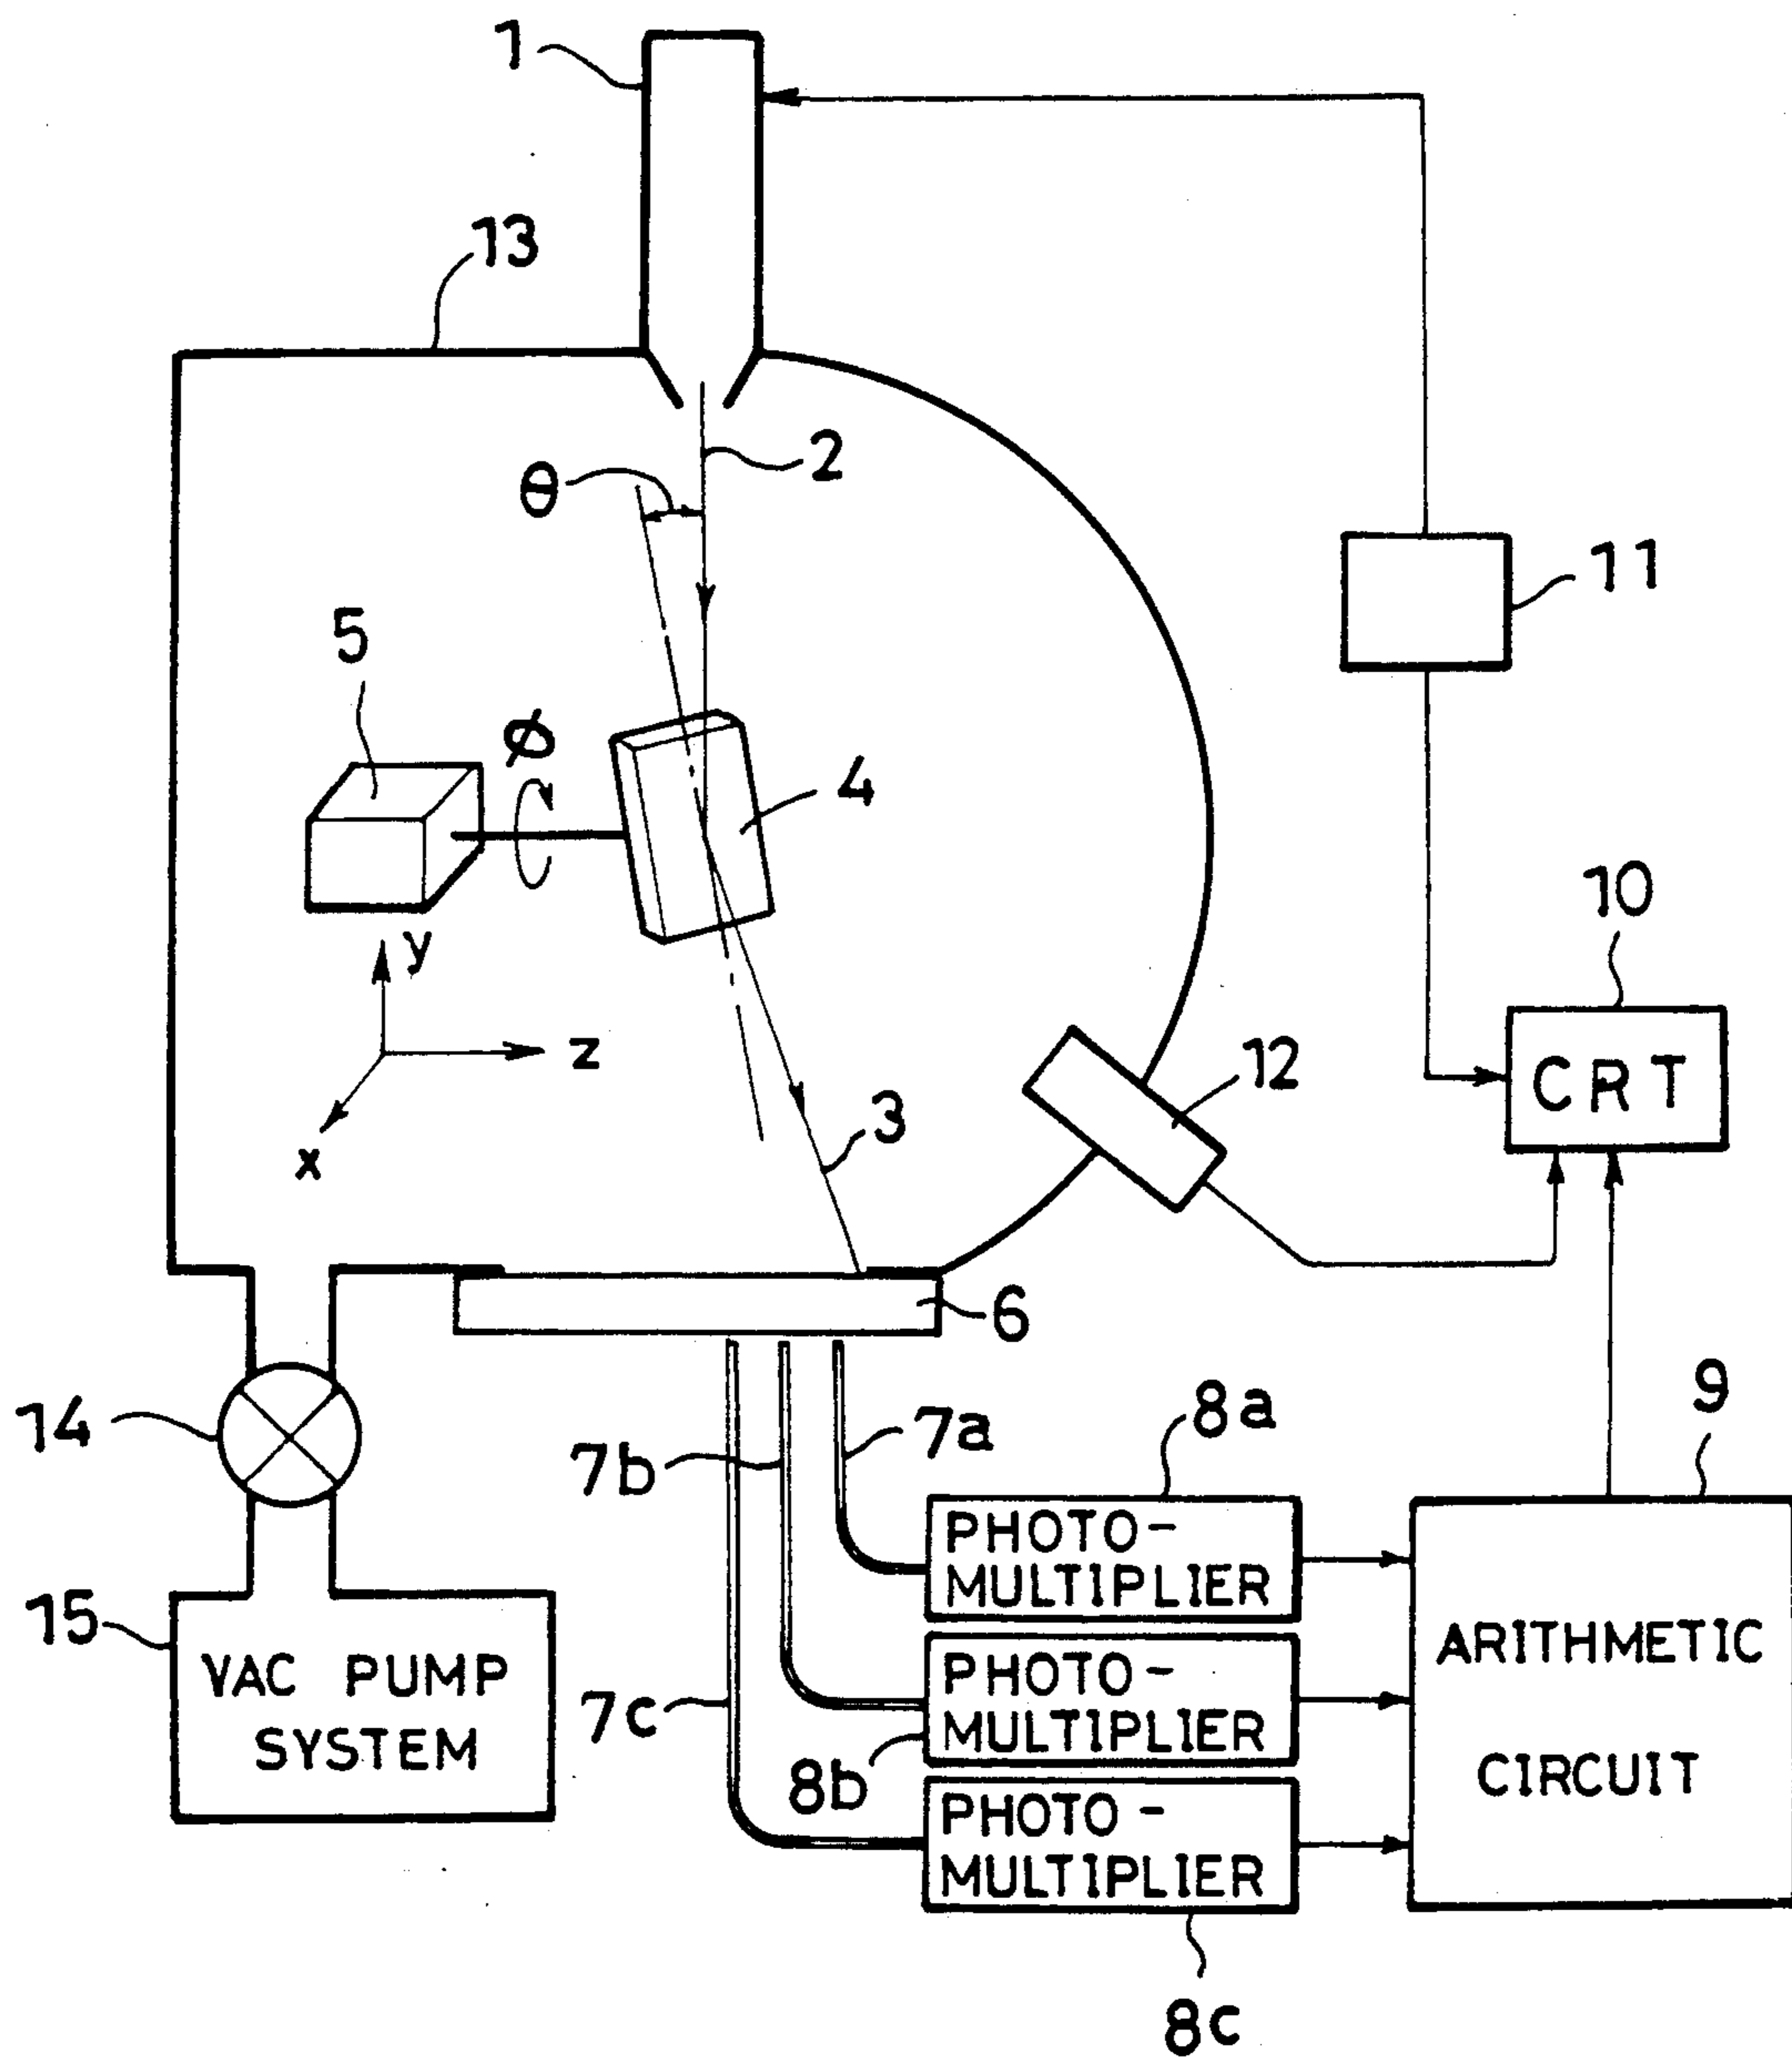 1
13
2
θ
11
5
φ
4
10
y
z
CRT
12
3
x
6
14
9
8a
7a
7b
PHOTO-
MULTIPLIER
15
ARITHMETIC
VAC PUMP
PHOTO-
7c
SYSTEM
MULTIPLIER
8b
CIRCUIT
PHOTO-
MULTIPLIER
8c